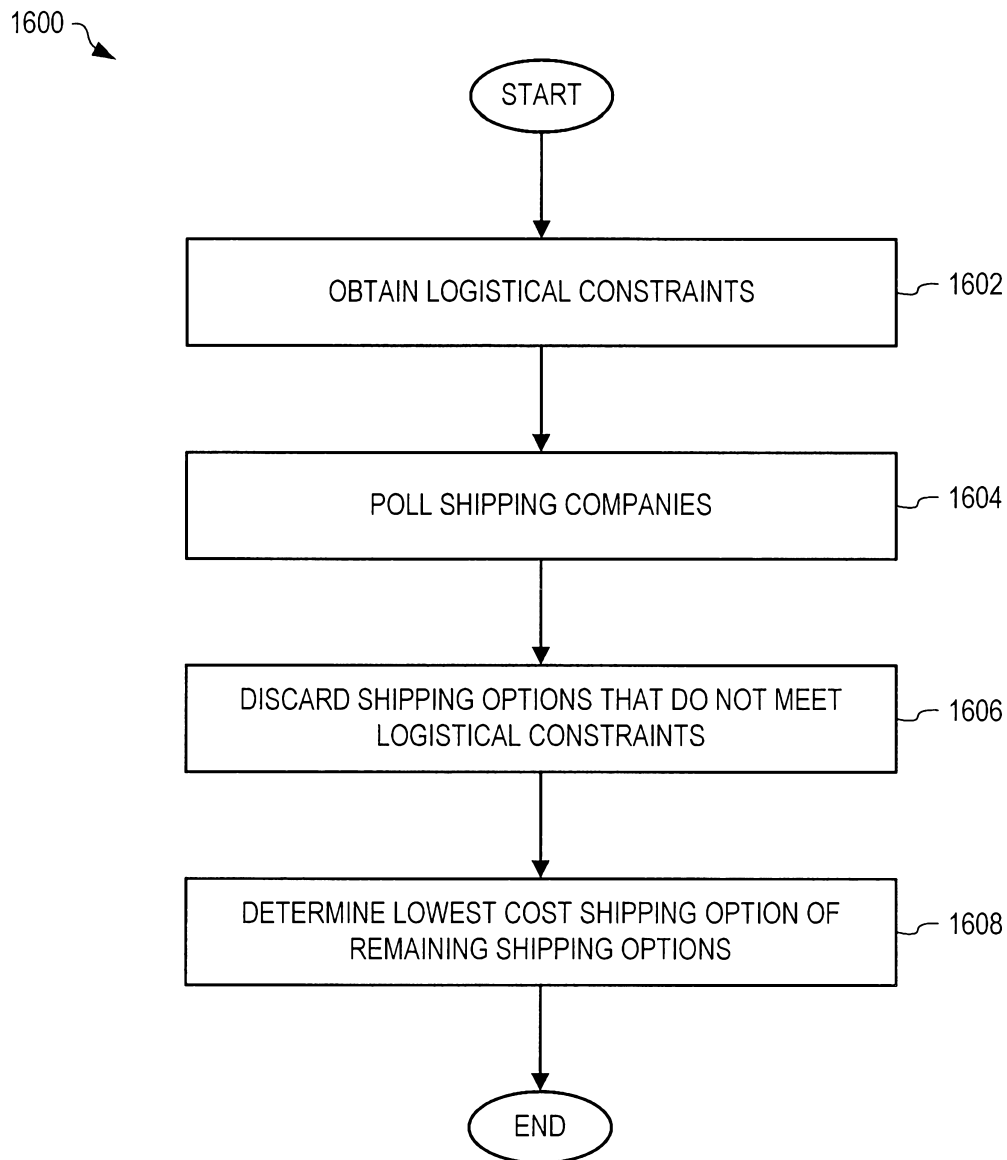 1600
START
OBTAIN LOGISTICAL CONSTRAINTS
1602
POLL SHIPPING COMPANIES
1604
DISCARD SHIPPING OPTIONS THAT DO NOT MEET
LOGISTICAL CONSTRAINTS
1606
DETERMINE LOWEST COST SHIPPING OPTION OF
REMAINING SHIPPING OPTIONS
1608
END